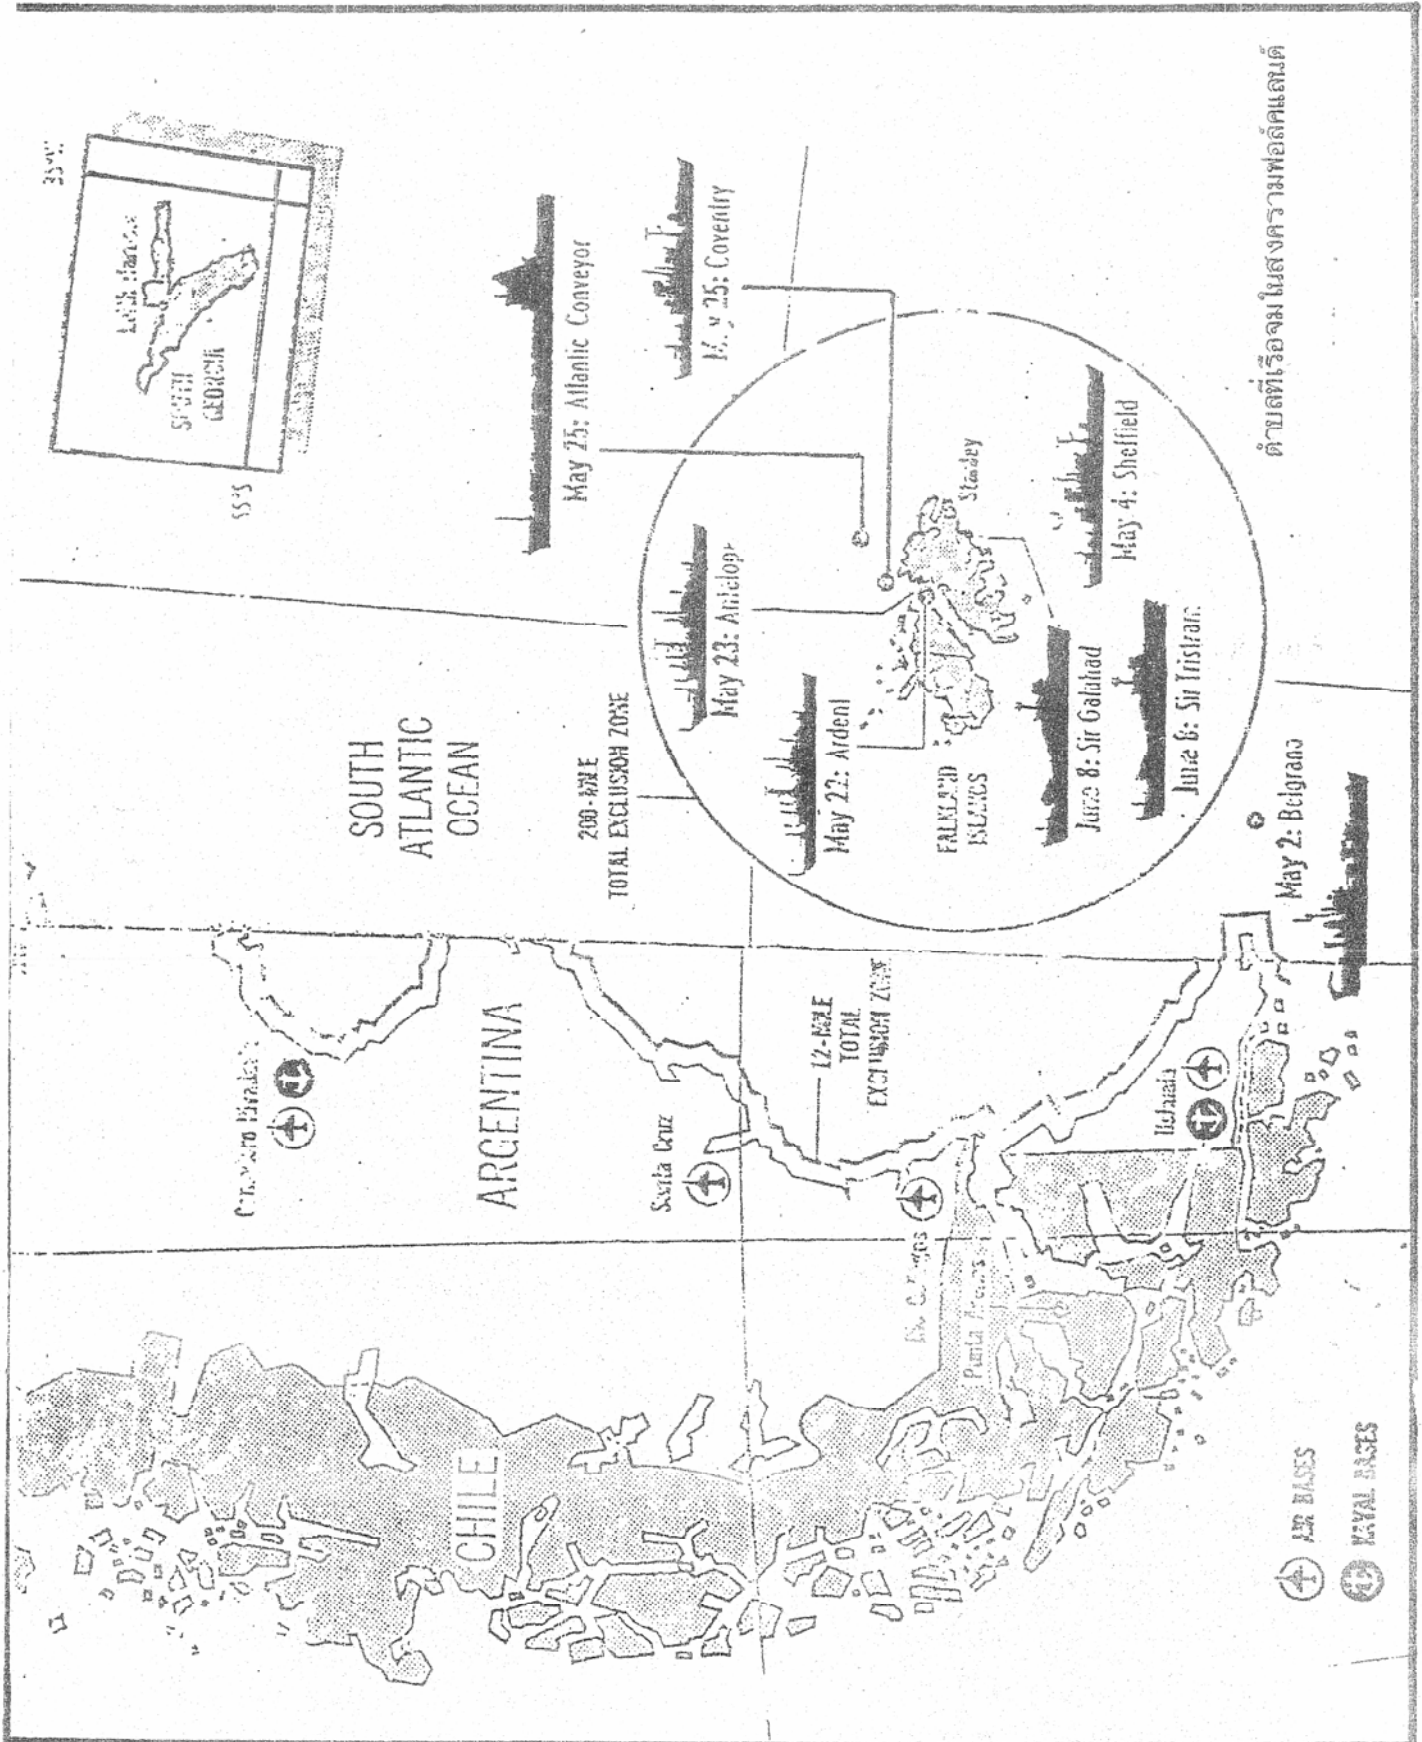 35°W
SOUTH
GEORGIA
55°S
May 25: Atlantic Conveyor
May 25: Coventry
SOUTH
ATLANTIC
OCEAN
200-MILE
TOTAL EXCLUSION ZONE
May 23: Antelope
May 22: Ardent
Stanley
FALKLAND
ISLANDS
May 4: Sheffield
June 8: Sir Galahad
June 8: Sir Tristram
May 2: Belgrano
ARGENTINA
Santa Cruz
12-MILE
TOTAL
EXCLUSION ZONE
Ushuaia
Punta Arenas
CHILE
AIR BASES
NAVAL BASES
ตำบลที่เรือจมในสงครามฟอล์คแลนด์